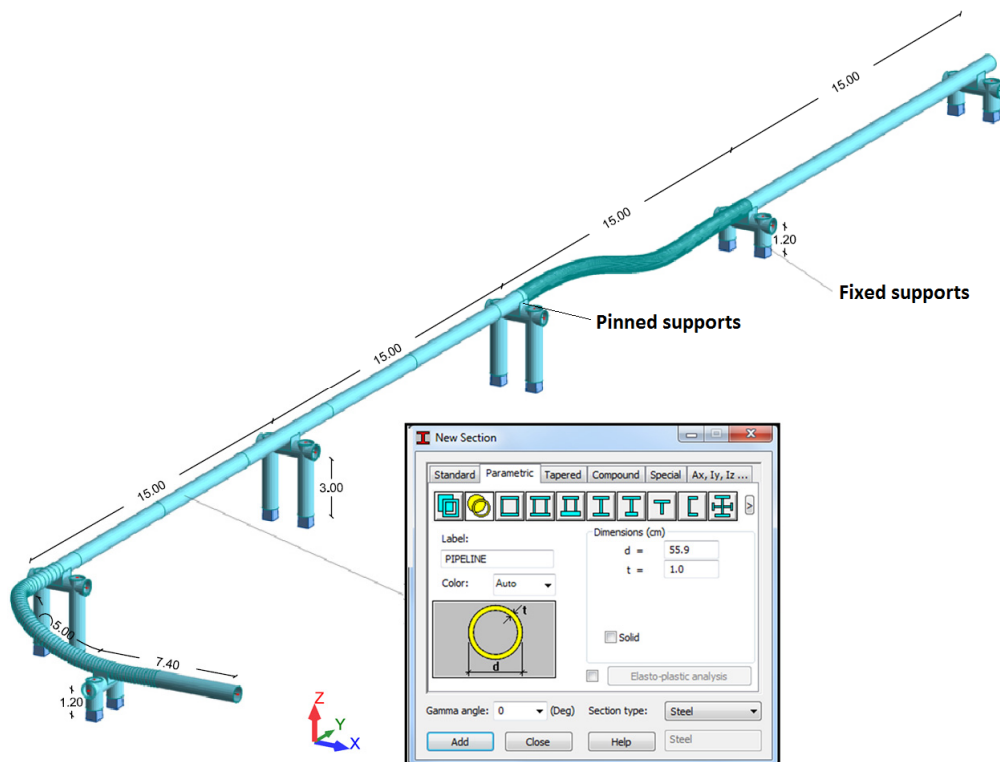 15.00
15.00
1.20
Fixed supports
Pinned supports
15.00
15.00
3.00
5.00
7.40
1.20
Z
Y
X
New Section
Standard Parametric Tapered Compound Special Ax, Iy, Iz ...
>
Label:
PIPELINE
Color: Auto
Dimensions (cm)
d = 55.9
t = 1.0
t
d
Solid
Elasto-plastic analysis
Gamma angle: 0 (Deg) Section type: Steel
Add Close Help Steel